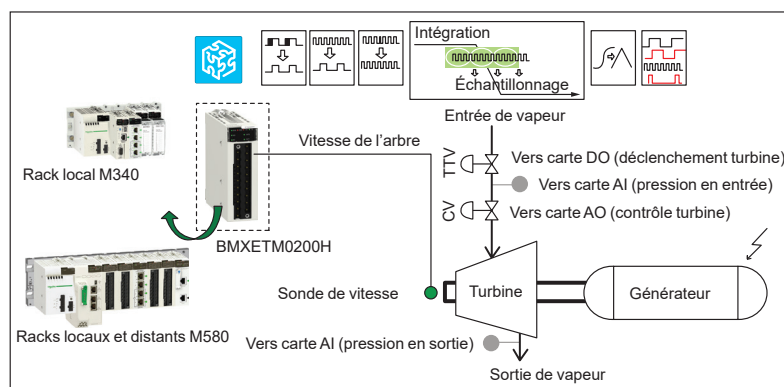 Intégration
Échantillonnage
Entrée de vapeur
Vitesse de l'arbre
TTV
Vers carte DO (déclenchement turbine)
Rack local M340
Vers carte AI (pression en entrée)
CV
Vers carte AO (contrôle turbine)
BMXETM0200H
Sonde de vitesse
Turbine
Générateur
Racks locaux et distants M580
Vers carte AI (pression en sortie)
Sortie de vapeur